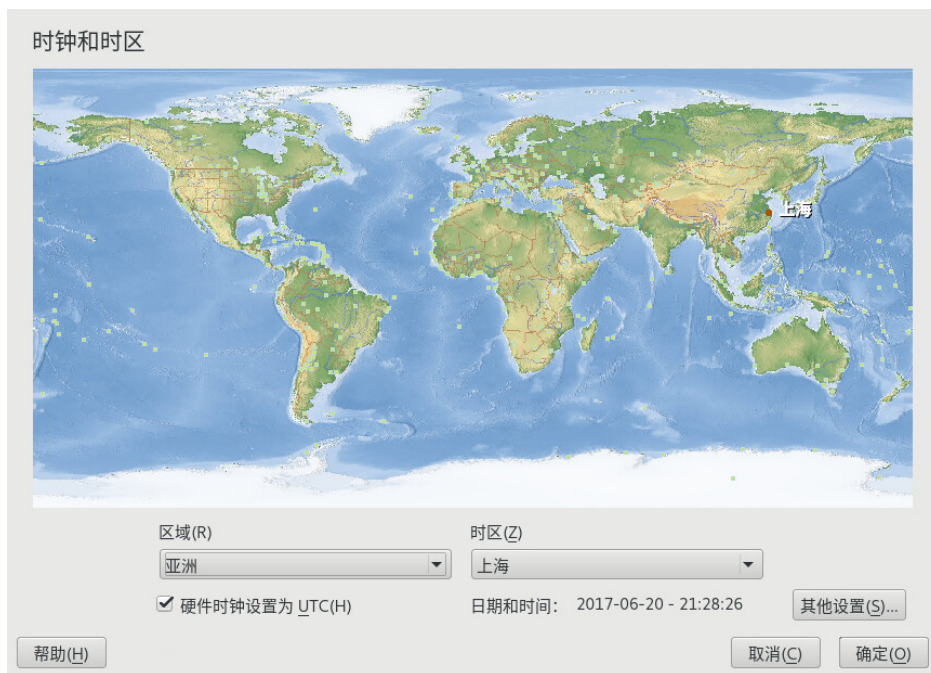 时钟和时区
上海
区域(R)
时区(Z)
亚洲
上海
硬件时钟设置为 UTC(H)
日期和时间： 2017-06-20 - 21:28:26
其他设置(S)...
帮助(H)
取消(C)
确定(O)